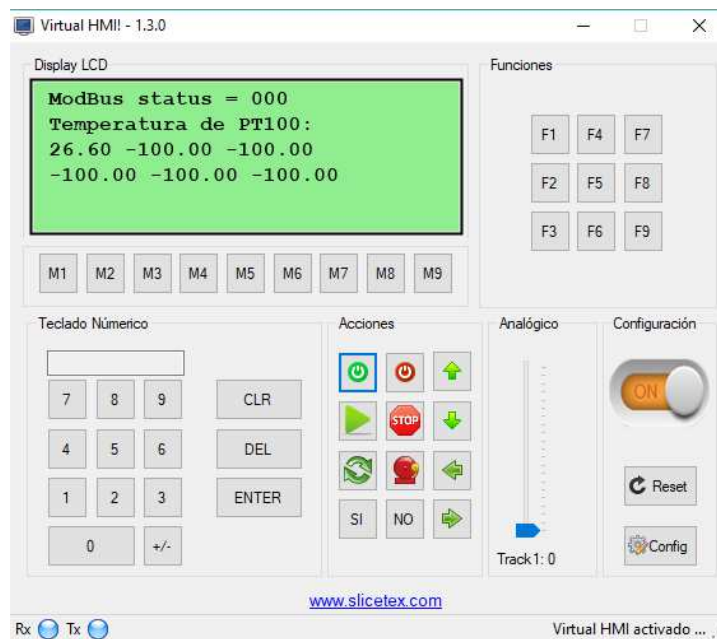 Virtual HMI! - 1.3.0
Display LCD
ModBus status = 000
Temperatura de PT100:
26.60 -100.00 -100.00
-100.00 -100.00 -100.00
M1 M2 M3 M4 M5 M6 M7 M8 M9
Funciones
F1 F4 F7
F2 F5 F8
F3 F6 F9
Teclado Númerico
7 8 9 CLR
4 5 6 DEL
1 2 3 ENTER
0 +/-
Acciones
STOP
SI NO
Analógico
Track1: 0
Configuración
ON
Reset
Config
www.slicetex.com
Rx Tx
Virtual HMI activado ...